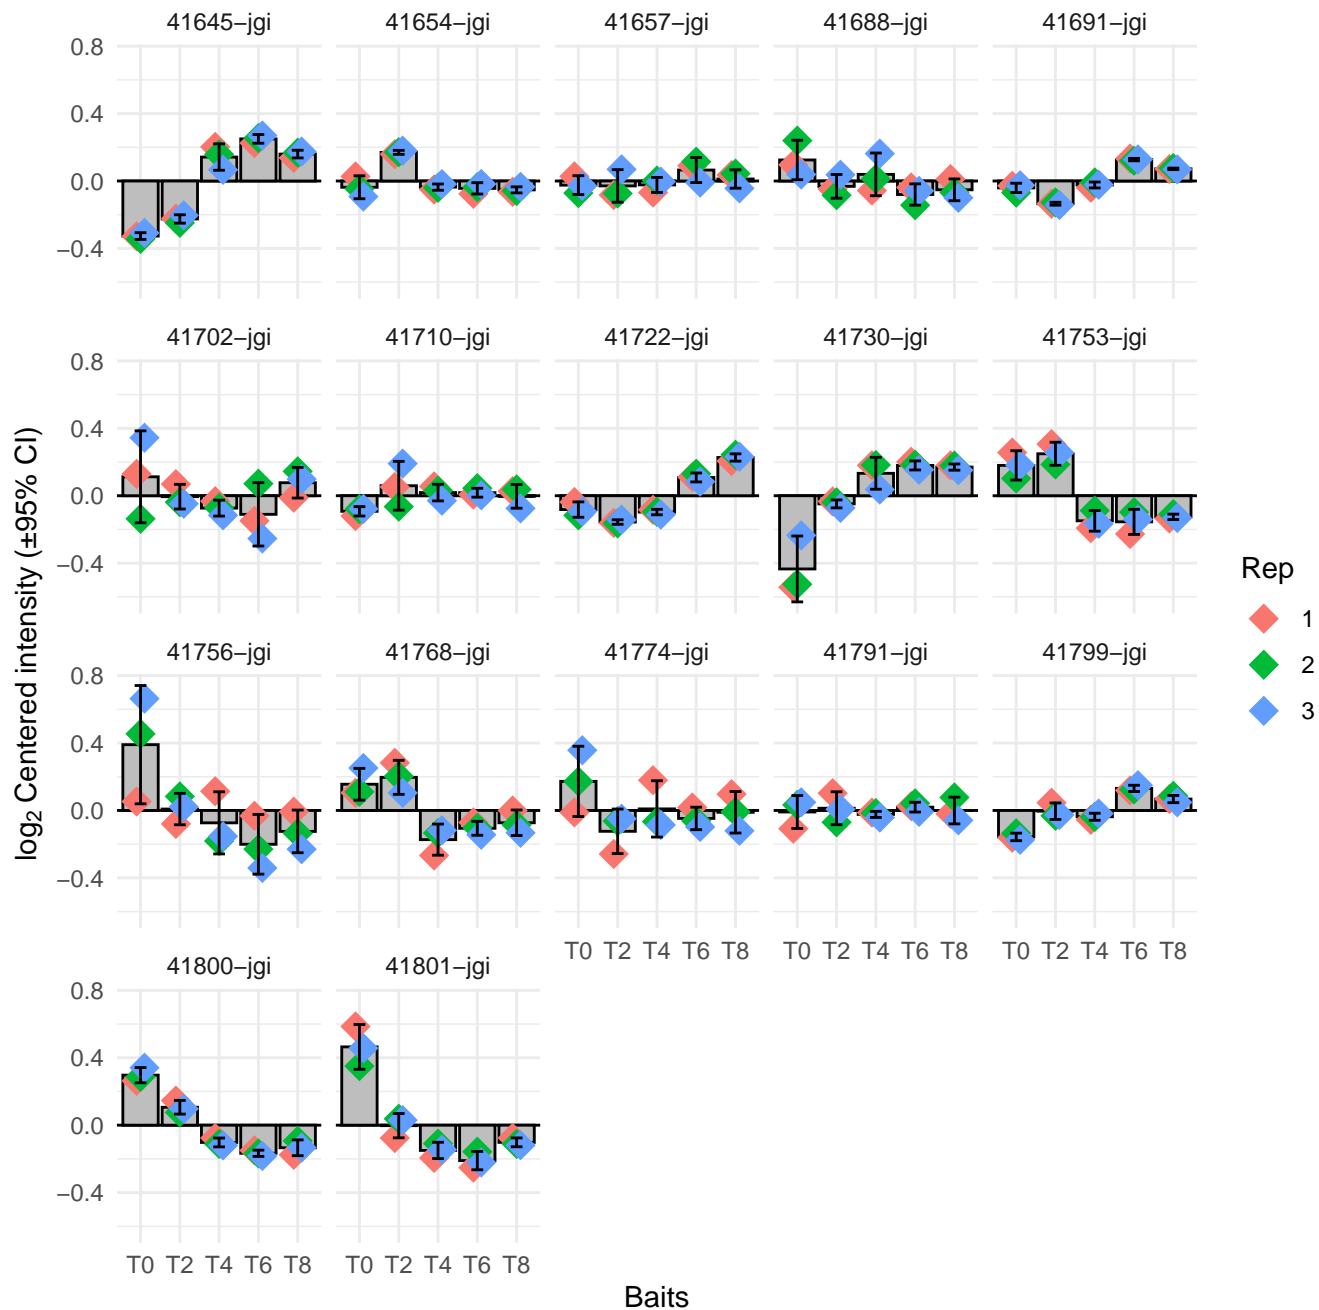 41645−jgi 41654−jgi 41657−jgi 41688−jgi 41691−jgi
0.8
0.4
0.0
−0.4
41702−jgi 41710−jgi 41722−jgi 41730−jgi 41753−jgi
0.8
0.4
0.0
−0.4
41756−jgi 41768−jgi 41774−jgi 41791−jgi 41799−jgi
0.8
0.4
0.0
−0.4
T0 T2 T4 T6 T8 T0 T2 T4 T6 T8 T0 T2 T4 T6 T8
41800−jgi 41801−jgi
0.8
0.4
0.0
−0.4
T0 T2 T4 T6 T8 T0 T2 T4 T6 T8
Baits
log2 Centered intensity (±95% CI)
Rep
1
2
3